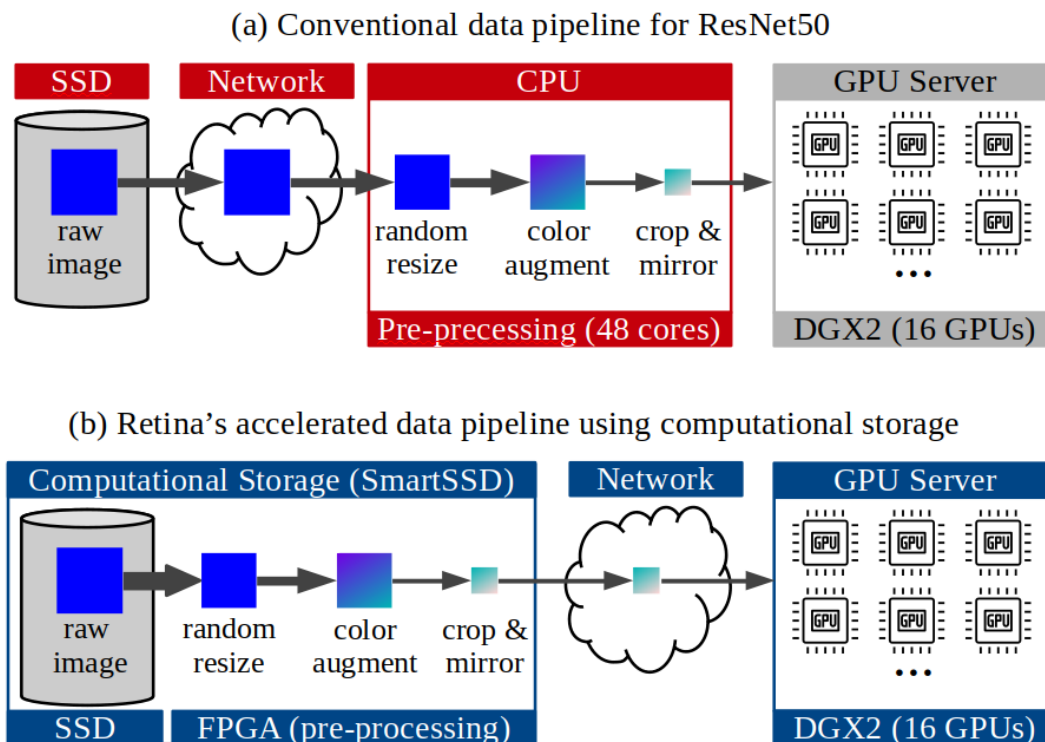 (a) Conventional data pipeline for ResNet50
SSD
Network
CPU
GPU Server
raw
image
random
resize
color
augment
crop &
mirror
GPU
GPU
GPU
GPU
GPU
GPU
...
Pre-precessing (48 cores)
DGX2 (16 GPUs)
(b) Retina's accelerated data pipeline using computational storage
Computational Storage (SmartSSD)
Network
GPU Server
raw
image
random
resize
color
augment
crop &
mirror
GPU
GPU
GPU
GPU
GPU
GPU
...
SSD
FPGA (pre-processing)
DGX2 (16 GPUs)